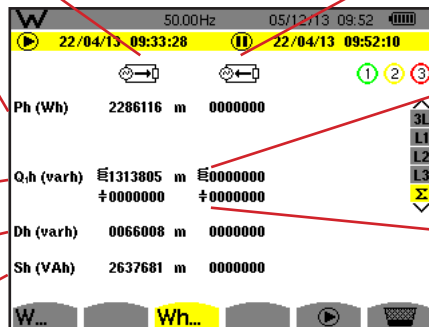 W 50.00Hz 05/12/13 09:52
22/04/13 09:33:28 22/04/13 09:52:10
1 2 3
Ph (Wh) 2286116 m 0000000
3L
L1
L2
Q₁h (varh) 1313805 m 0000000
L3
÷0000000 ÷0000000
Σ
Dh (varh) 0066008 m 0000000
Sh (VAh) 2637681 m 0000000
W... Wh...